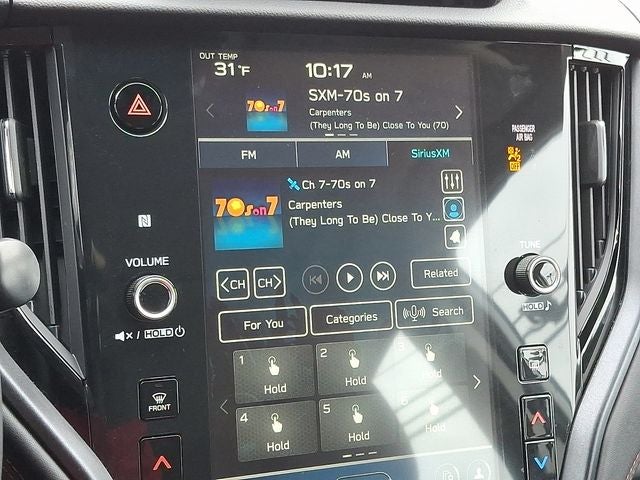 OUT TEMP
31°F
10:17 AM
SXM-70s on 7
70s on 7
Carpenters
(They Long To Be) Close To You (70)
FM
AM
SiriusXM
PASSENGER
AIR BAG
OFF
Ch 7-70s on 7
70s on 7
Carpenters
(They Long To Be) Close To Y...
VOLUME
TUNE
HOLD
CH
CH
Related
HOLD
For You
Categories
Search
1
Hold
2
Hold
3
Hold
FRONT
4
Hold
5
Hold
6
Hold